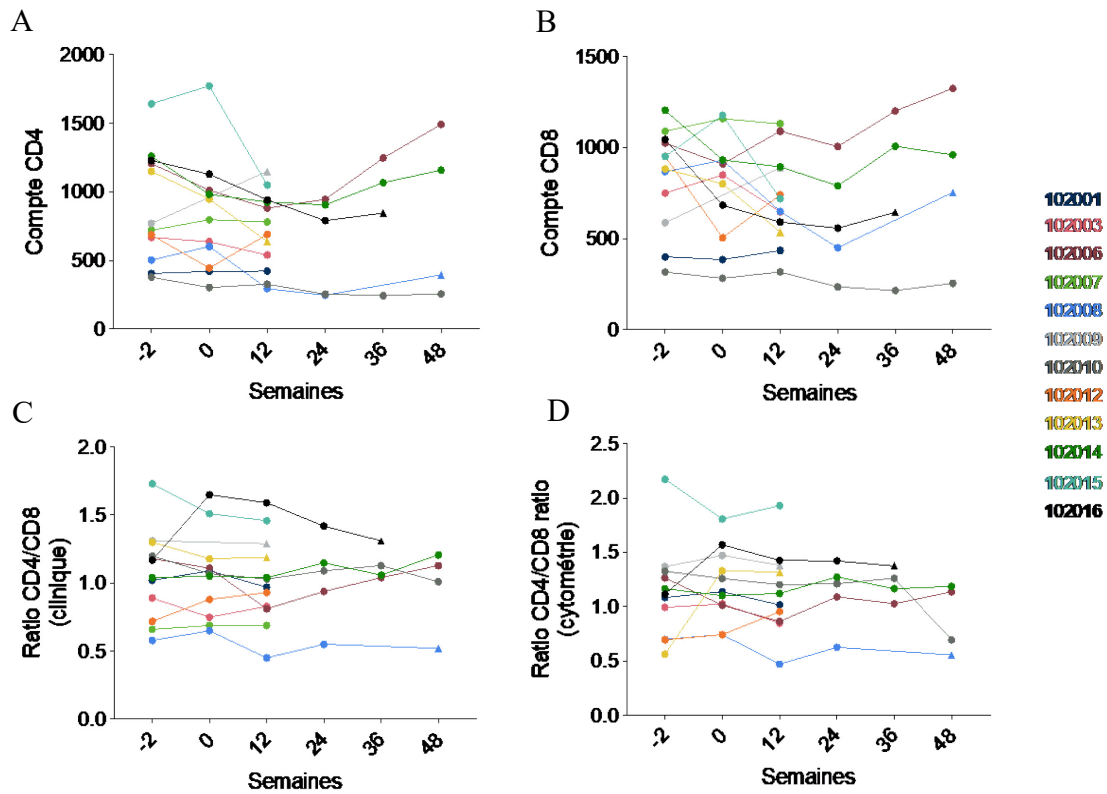 A
Compte CD4
2000
1500
1000
500
0
-2 0 12 24 36 48
Semaines
B
Compte CD8
1500
1000
500
0
-2 0 12 24 36 48
Semaines
102001
102003
102006
102007
102008
102009
102010
102012
102013
102014
102015
102016
C
Ratio CD4/CD8
(clinique)
2.0
1.5
1.0
0.5
0.0
-2 0 12 24 36 48
Semaines
D
Ratio CD4/CD8 ratio
(cytométrie)
2.5
2.0
1.5
1.0
0.5
0.0
-2 0 12 24 36 48
Semaines